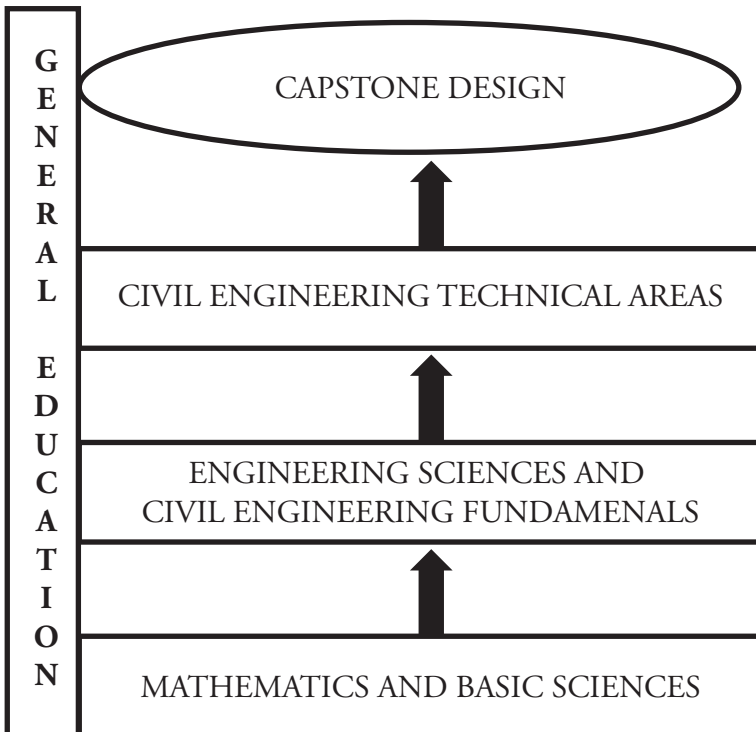 GENERAL EDUCATION
CAPSTONE DESIGN
CIVIL ENGINEERING TECHNICAL AREAS
ENGINEERING SCIENCES AND
CIVIL ENGINEERING FUNDAMENALS
MATHEMATICS AND BASIC SCIENCES